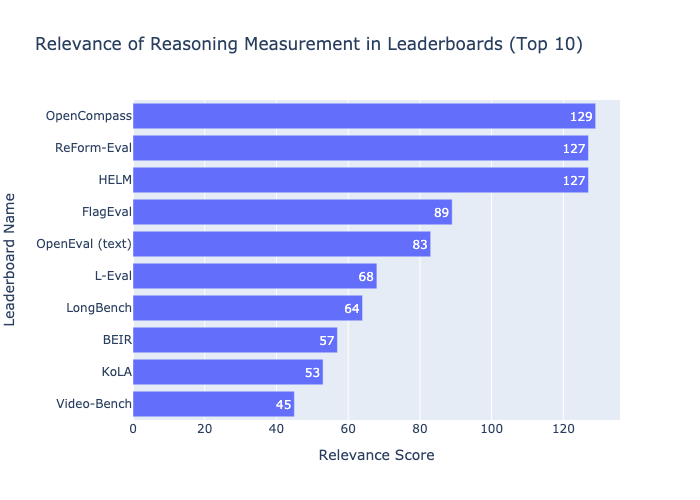 Relevance of Reasoning Measurement in Leaderboards (Top 10)
OpenCompass 129
ReForm-Eval 127
HELM 127
FlagEval 89
OpenEval (text) 83
L-Eval 68
LongBench 64
BEIR 57
KoLA 53
Video-Bench 45
0 20 40 60 80 100 120
Relevance Score
Leaderboard Name